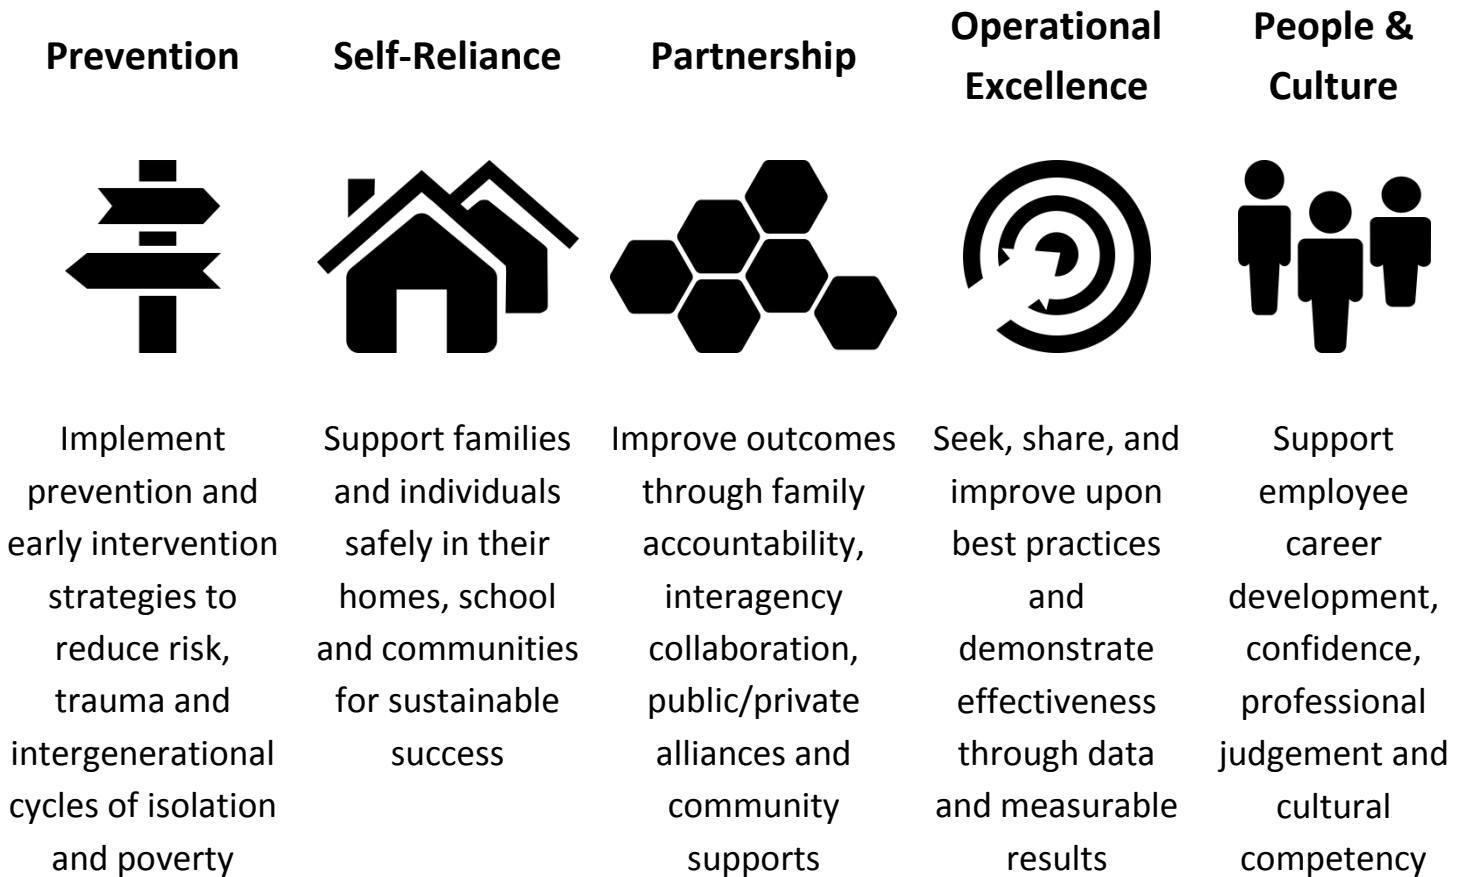 Prevention
Self-Reliance
Partnership
Operational
Excellence
People &
Culture
Implement
prevention and
early intervention
strategies to
reduce risk,
trauma and
intergenerational
cycles of isolation
and poverty
Support families
and individuals
safely in their
homes, school
and communities
for sustainable
success
Improve outcomes
through family
accountability,
interagency
collaboration,
public/private
alliances and
community
supports
Seek, share, and
improve upon
best practices
and
demonstrate
effectiveness
through data
and measurable
results
Support
employee
career
development,
confidence,
professional
judgement and
cultural
competency